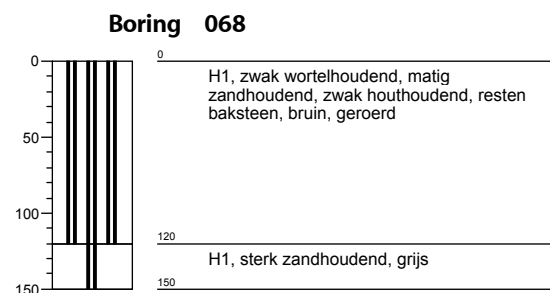 Boring 068
0
0
H1, zwak wortelhoudend, matig
zandhoudend, zwak houthoudend, resten
baksteen, bruin, geroerd
50
100
120
H1, sterk zandhoudend, grijs
150
150